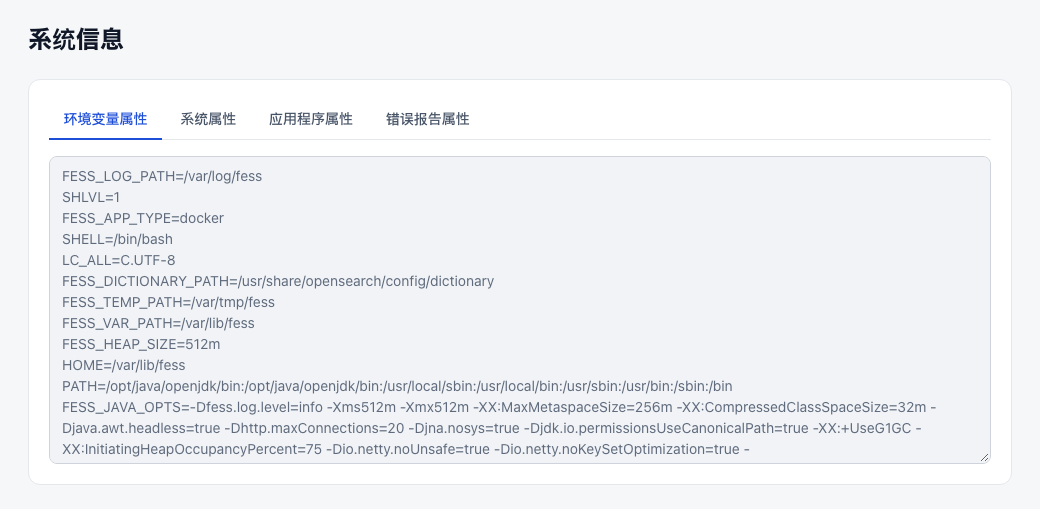 系统信息
环境变量属性 系统属性 应用程序属性 错误报告属性
FESS_LOG_PATH=/var/log/fess
SHLVL=1
FESS_APP_TYPE=docker
SHELL=/bin/bash
LC_ALL=C.UTF-8
FESS_DICTIONARY_PATH=/usr/share/opensearch/config/dictionary
FESS_TEMP_PATH=/var/tmp/fess
FESS_VAR_PATH=/var/lib/fess
FESS_HEAP_SIZE=512m
HOME=/var/lib/fess
PATH=/opt/java/openjdk/bin:/opt/java/openjdk/bin:/usr/local/sbin:/usr/local/bin:/usr/sbin:/usr/bin:/sbin:/bin
FESS_JAVA_OPTS=-Dfess.log.level=info -Xms512m -Xmx512m -XX:MaxMetaspaceSize=256m -XX:CompressedClassSpaceSize=32m -
Djava.awt.headless=true -Dhttp.maxConnections=20 -Djna.nosys=true -Djdk.io.permissionsUseCanonicalPath=true -XX:+UseG1GC -
XX:InitiatingHeapOccupancyPercent=75 -Dio.netty.noUnsafe=true -Dio.netty.noKeySetOptimization=true -